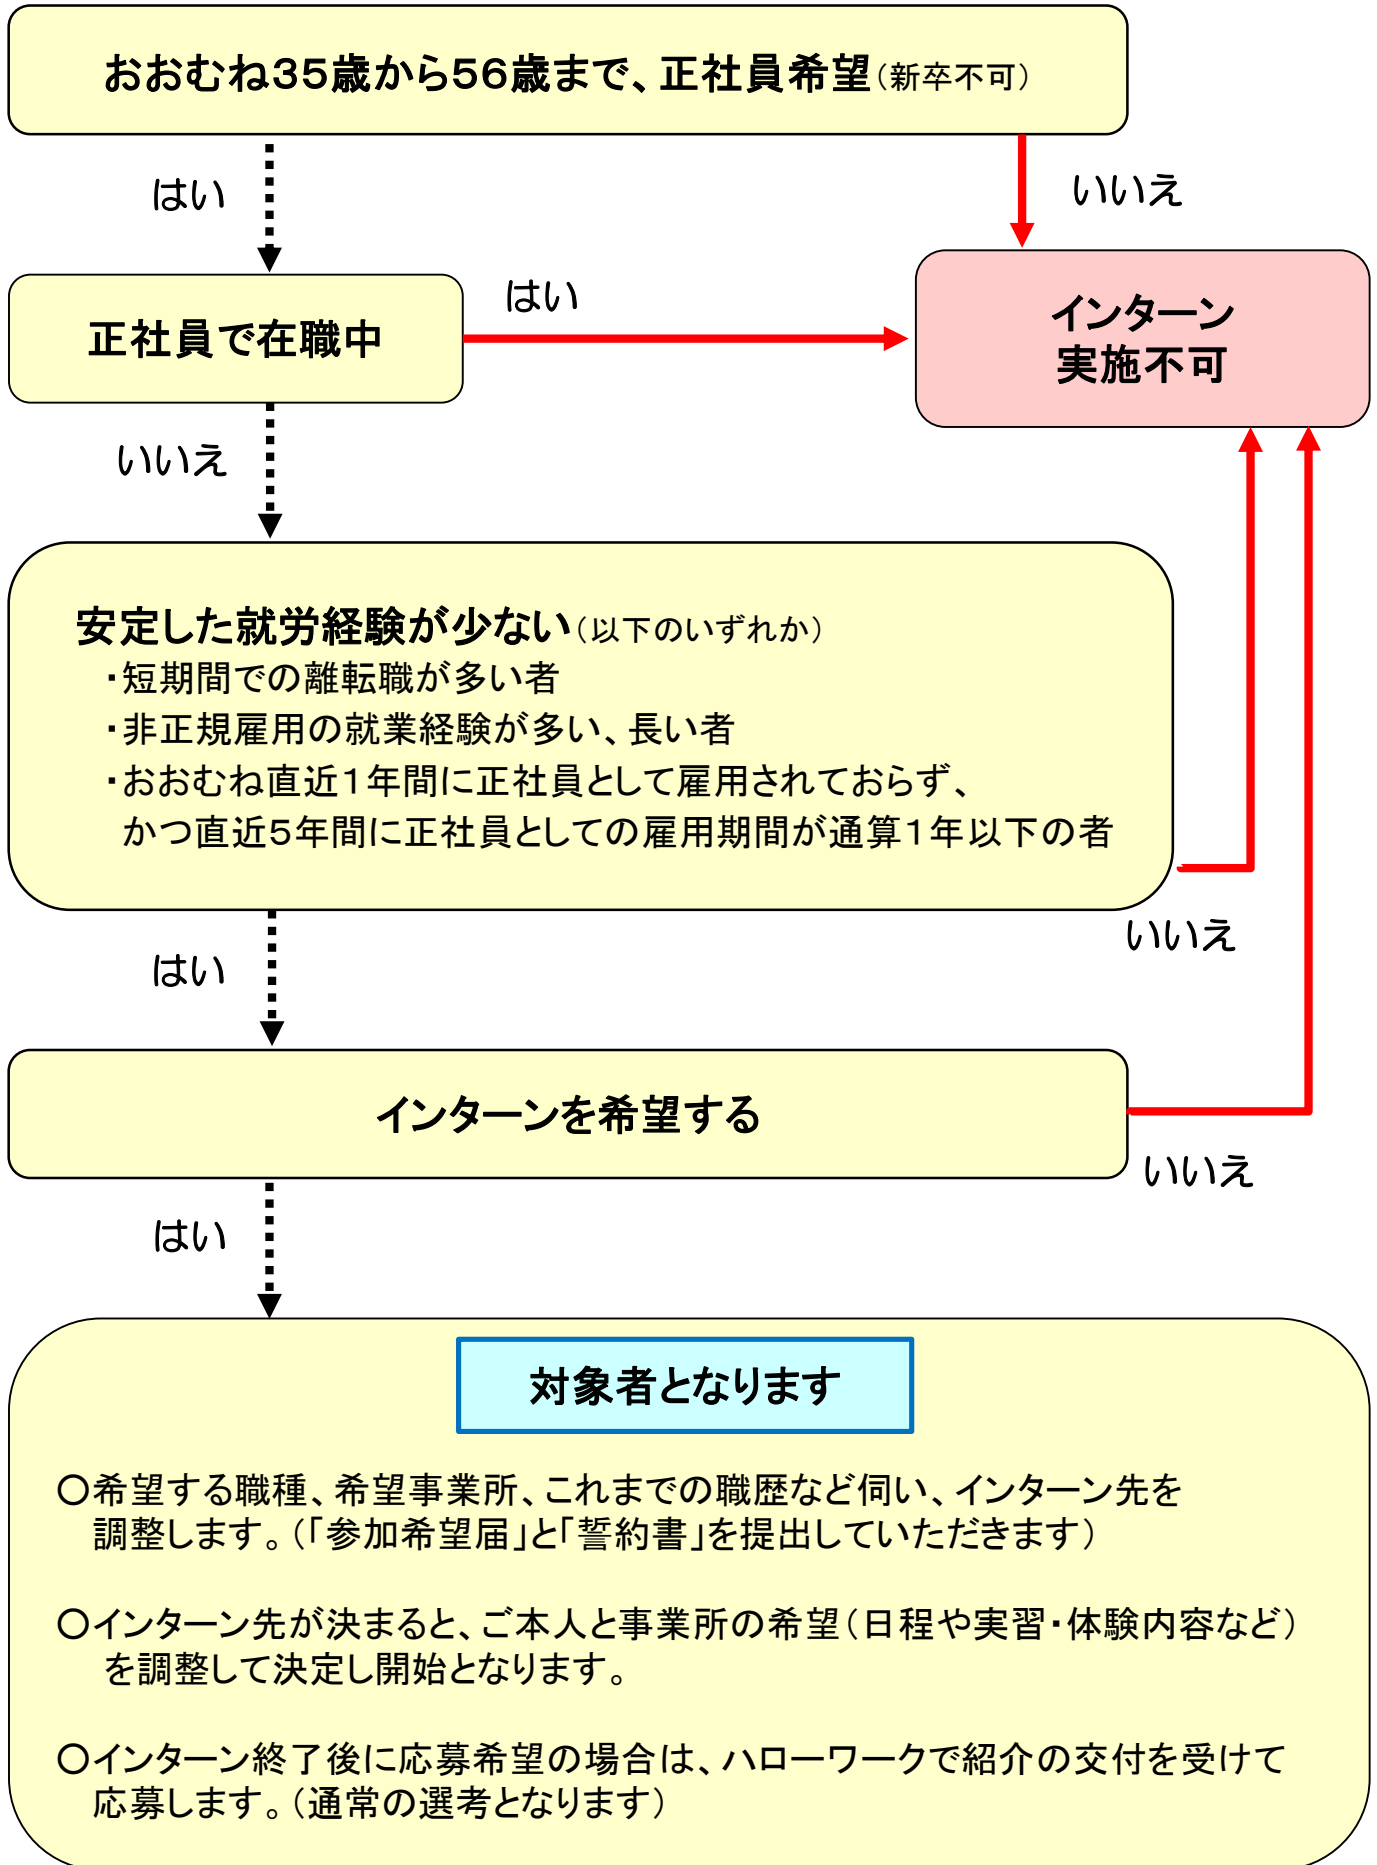 おおむね35歳から56歳まで、正社員希望（新卒不可）
はい
いいえ
正社員で在職中
はい
インターン
実施不可
いいえ
安定した就労経験が少ない（以下のいずれか）
・短期間での離転職が多い者
・非正規雇用の就業経験が多い、長い者
・おおむね直近１年間に正社員として雇用されておらず、
かつ直近５年間に正社員としての雇用期間が通算１年以下の者
いいえ
はい
インターンを希望する
いいえ
はい
対象者となります
〇希望する職種、希望事業所、これまでの職歴など伺い、インターン先を
調整します。（「参加希望届」と「誓約書」を提出していただきます）
〇インターン先が決まると、ご本人と事業所の希望（日程や実習・体験内容など）
を調整して決定し開始となります。
〇インターン終了後に応募希望の場合は、ハローワークで紹介の交付を受けて
応募します。（通常の選考となります）